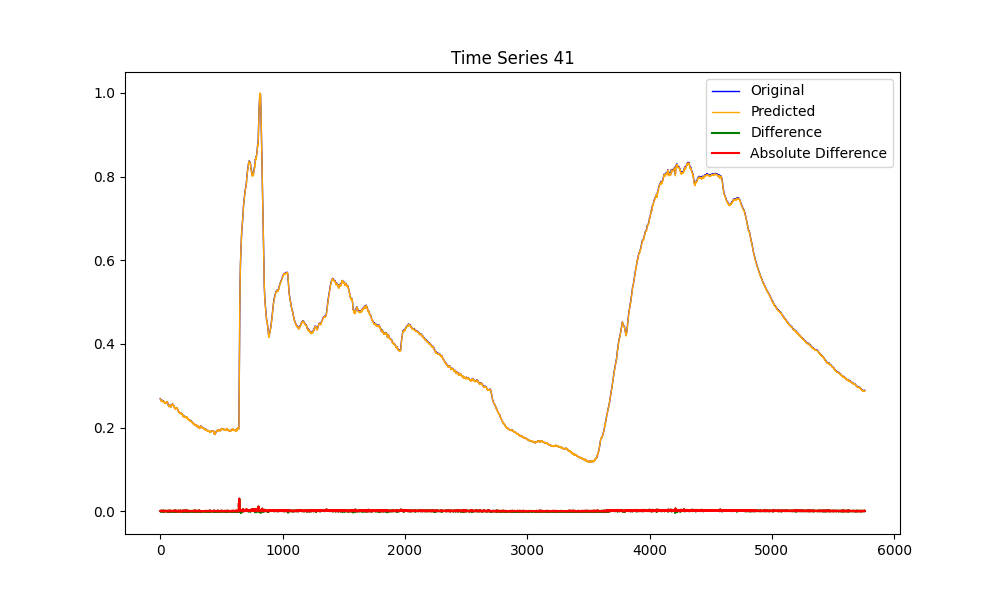 Time Series 41
Original
Predicted
Difference
Absolute Difference
1.0
0.8
0.6
0.4
0.2
0.0
0 1000 2000 3000 4000 5000 6000